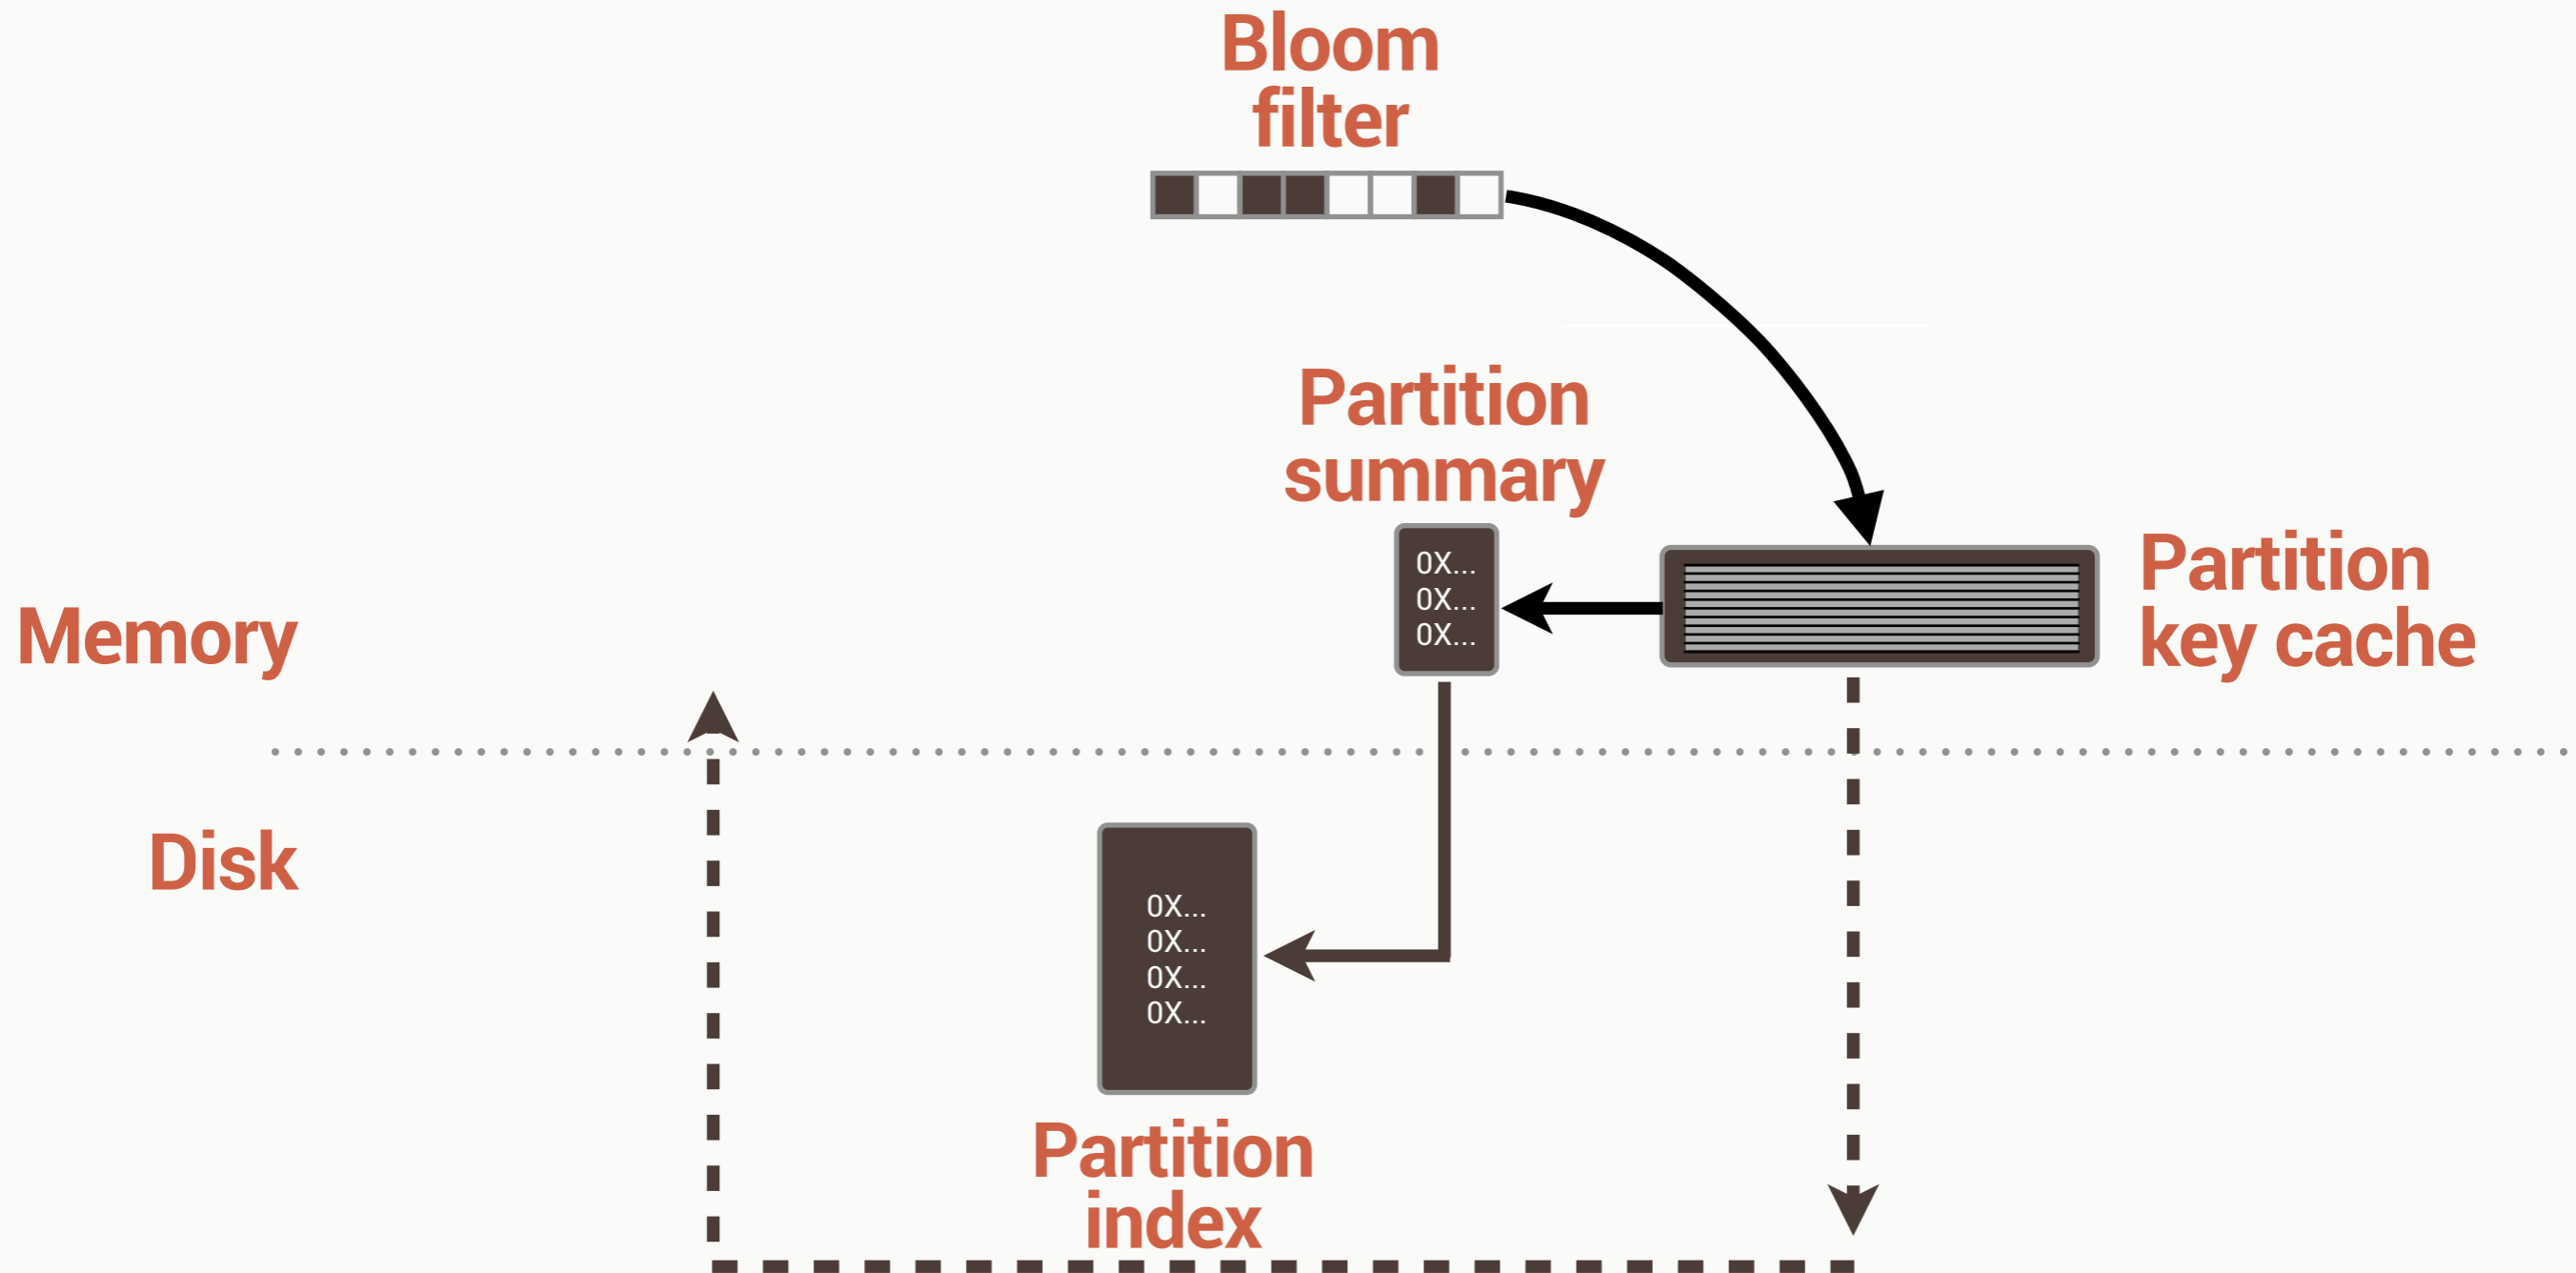 Bloom
filter
Partition
summary
0X...
0X...
0X...
Partition
key cache
Memory
Disk
0X...
0X...
0X...
0X...
Partition
index